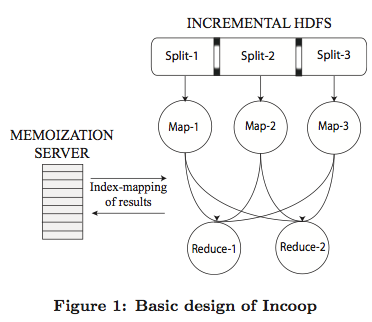 INCREMENTAL HDFS
Split-1 Split-2 Split-3
Map-1 Map-2 Map-3
MEMOIZATION
SERVER
Index-mapping
of results
Reduce-1 Reduce-2
Figure 1: Basic design of Incoop